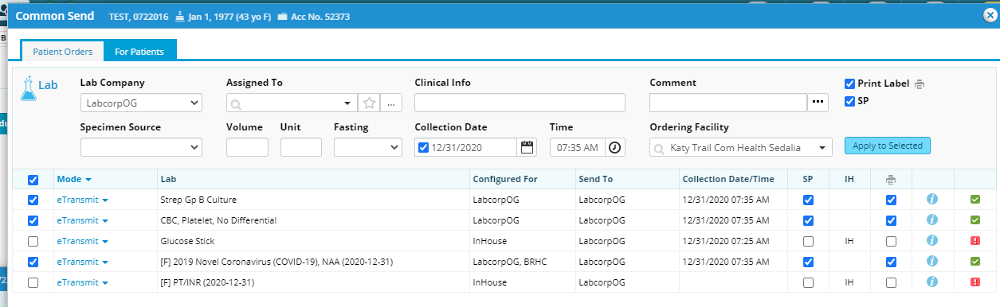 Common Send TEST, 0722016 Jan 1, 1977 (43 yo F) Acc No. 52373
Patient Orders For Patients
Lab
Lab Company Assigned To Clinical Info Comment Print Label
LabcorpOG ... ... SP
Specimen Source Volume Unit Fasting Collection Date Time Ordering Facility
12/31/2020 07:35 AM Katy Trail Com Health Sedalia Apply to Selected
Mode Lab Configured For Send To Collection Date/Time SP IH
eTransmit Strep Gp B Culture LabcorpOG LabcorpOG 12/31/2020 07:35 AM i
eTransmit CBC, Platelet, No Differential LabcorpOG LabcorpOG 12/31/2020 07:35 AM i
eTransmit Glucose Stick InHouse LabcorpOG 12/31/2020 07:25 AM IH i
eTransmit [F] 2019 Novel Coronavirus (COVID-19), NAA (2020-12-31) LabcorpOG, BRHC LabcorpOG 12/31/2020 07:35 AM i
eTransmit [F] PT/INR (2020-12-31) InHouse LabcorpOG IH i